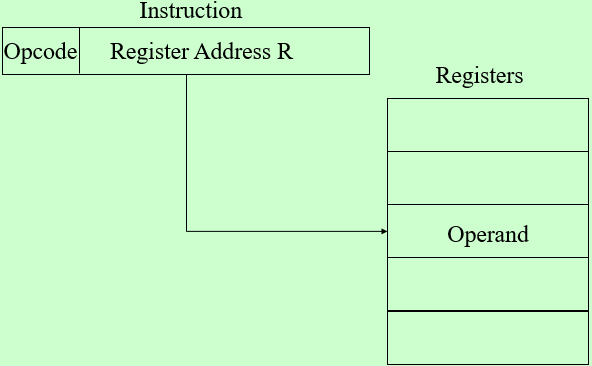 Instruction
Opcode Register Address R
Registers
Operand